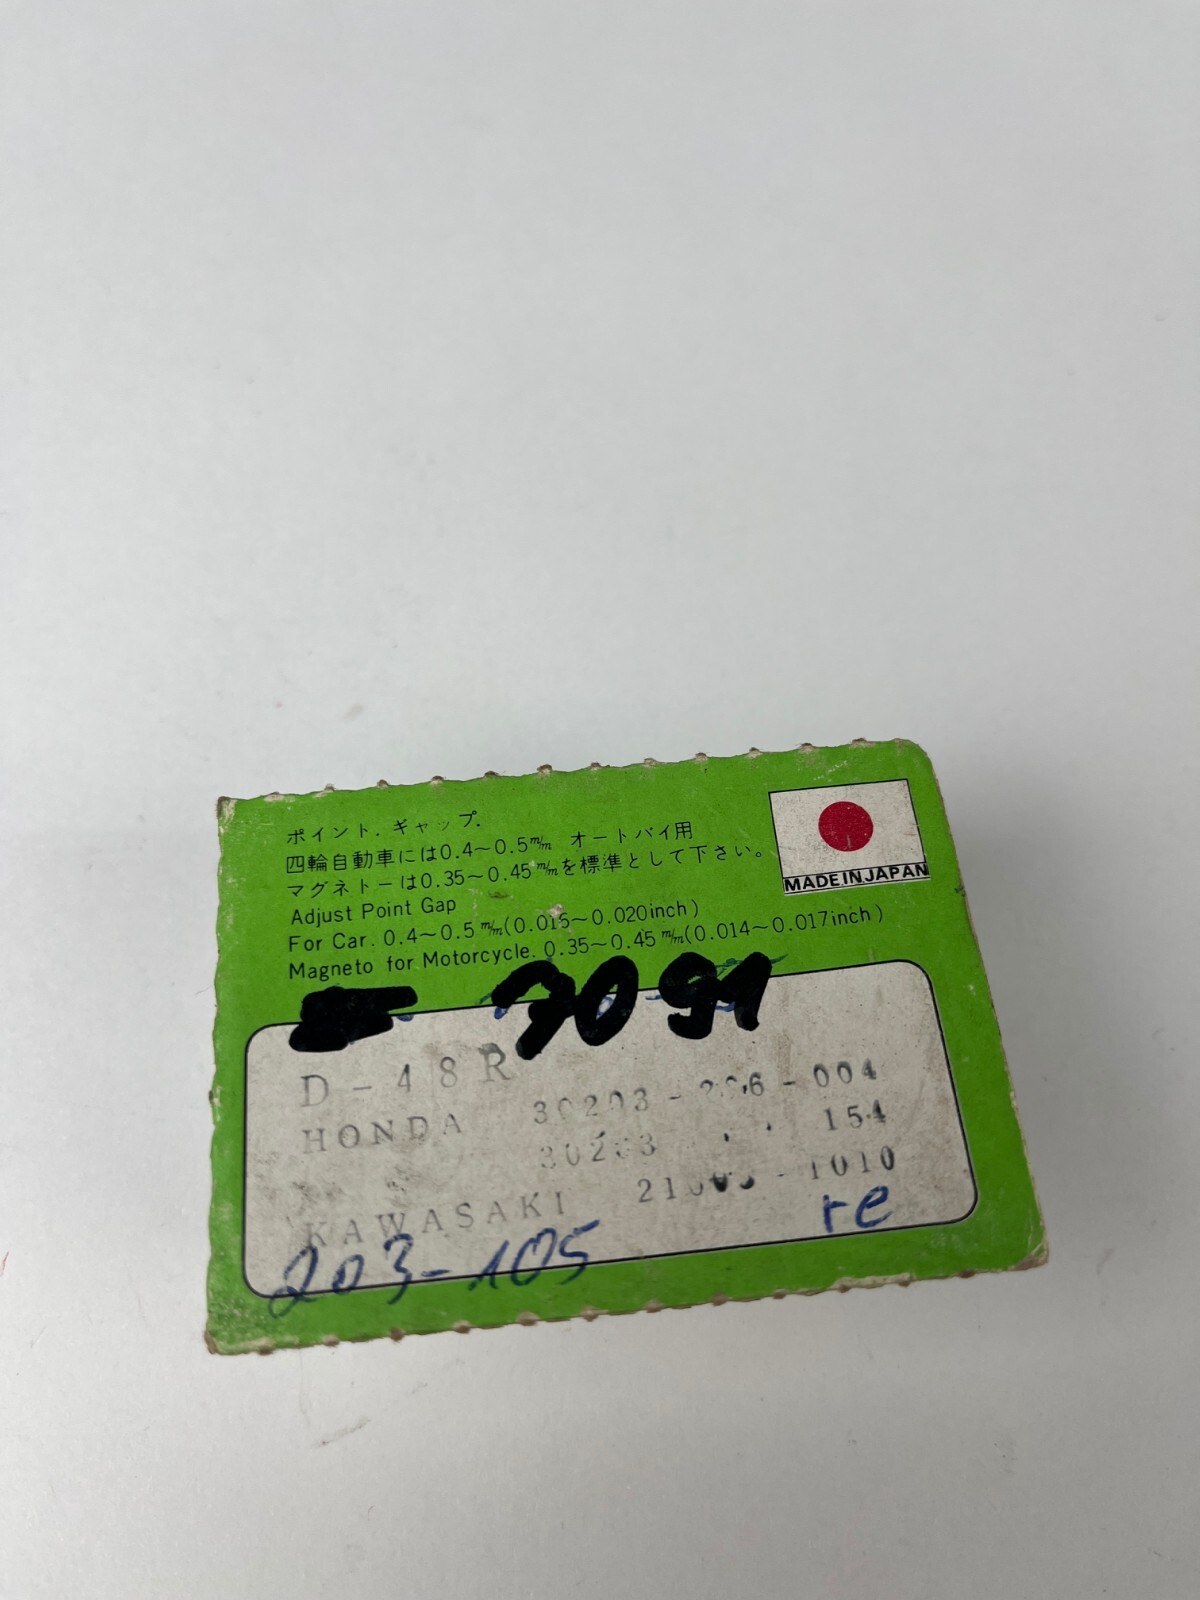 ポイント.ギャップ.
四輪自動車には0.4〜0.5m/m オートバイ用
マグネトーは0.35〜0.45m/mを標準として下さい。
MADE IN JAPAN
Adjust Point Gap
For Car. 0.4〜0.5m/m(0.015〜0.020inch)
Magneto for Motorcycle. 0.35〜0.45m/m(0.014〜0.017inch)
7091
D-48R
HONDA 30203- -004
154
KAWASAKI -1010
203-105 re